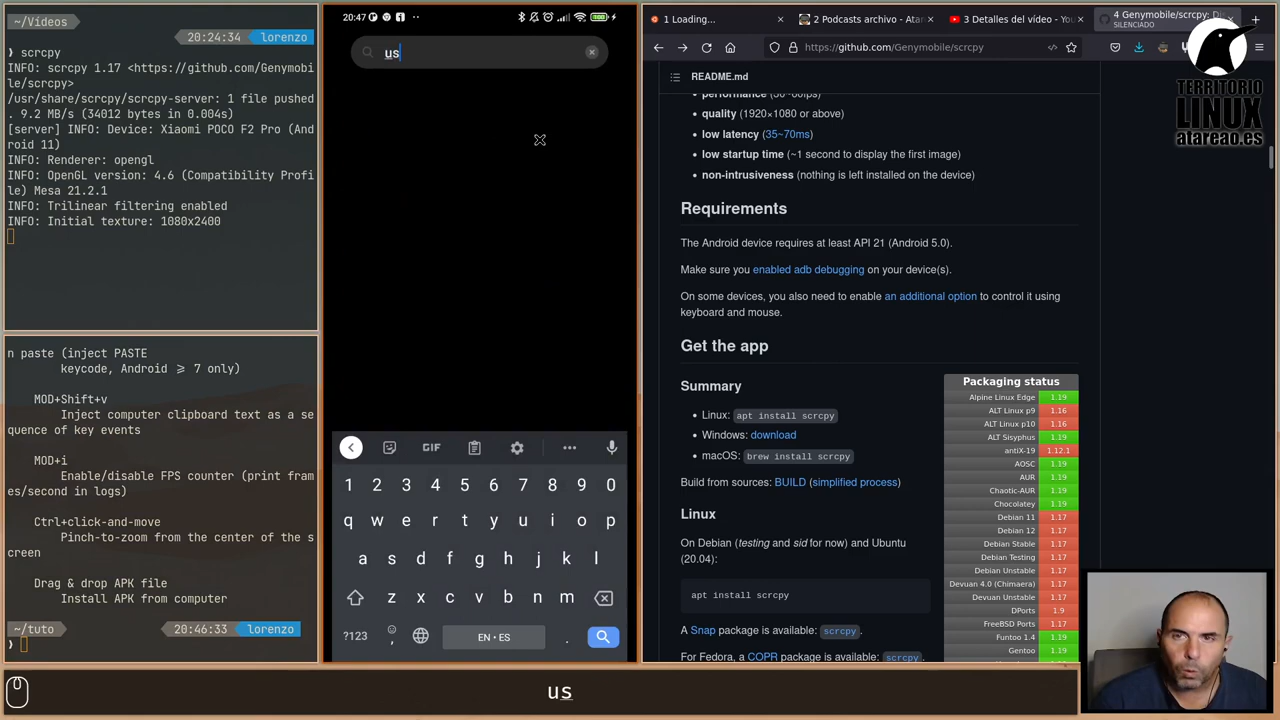 ~/Vídeos
20:24:34 lorenzo
❯ scrcpy
INFO: scrcpy 1.17 <https://github.com/Genymobi
le/scrcpy>
/usr/share/scrcpy/scrcpy-server: 1 file pushed
. 9.2 MB/s (34012 bytes in 0.004s)
[server] INFO: Device: Xiaomi POCO F2 Pro (And
roid 11)
INFO: Renderer: opengl
INFO: OpenGL version: 4.6 (Compatibility Profi
le) Mesa 21.2.1
INFO: Trilinear filtering enabled
INFO: Initial texture: 1080x2400
n paste (inject PASTE
keycode, Android ⩾ 7 only)
MOD+Shift+v
Inject computer clipboard text as a se
quence of key events
MOD+i
Enable/disable FPS counter (print fram
es/second in logs)
Ctrl+click-and-move
Pinch-to-zoom from the center of the s
creen
Drag & drop APK file
Install APK from computer
~/tuto
20:46:33 lorenzo
❯
20:47
us
GIF
1 2 3 4 5 6 7 8 9 0
q w e r t y u i o p
a s d f g h j k l
z x c v b n m
?123 , EN • ES .
1 Loading...
2 Podcasts archivo - Atar
3 Detalles del vídeo - You
4 Genymobile/scrcpy: Dis
SILENCIADO
https://github.com/Genymobile/scrcpy
TERRITORIO
LINUX
atareao.es
README.md
performance (30~60fps)
quality (1920×1080 or above)
low latency (35~70ms)
low startup time (~1 second to display the first image)
non-intrusiveness (nothing is left installed on the device)
Requirements
The Android device requires at least API 21 (Android 5.0).
Make sure you enabled adb debugging on your device(s).
On some devices, you also need to enable an additional option to control it using
keyboard and mouse.
Get the app
Summary
Linux: apt install scrcpy
Windows: download
macOS: brew install scrcpy
Build from sources: BUILD (simplified process)
Linux
On Debian (testing and sid for now) and Ubuntu
(20.04):
apt install scrcpy
A Snap package is available: scrcpy.
For Fedora, a COPR package is available: scrcpy.
Packaging status
Alpine Linux Edge 1.19
ALT Linux p9 1.16
ALT Linux p10 1.16
ALT Sisyphus 1.19
antiX-19 1.12.1
AOSC 1.19
AUR 1.19
Chaotic-AUR 1.19
Chocolatey 1.19
Debian 11 1.17
Debian 12 1.17
Debian Stable 1.17
Debian Testing 1.17
Debian Unstable 1.17
Devuan 4.0 (Chimaera) 1.17
Devuan Unstable 1.17
DPorts 1.9
FreeBSD Ports 1.17
Funtoo 1.4 1.19
Gentoo 1.19
us